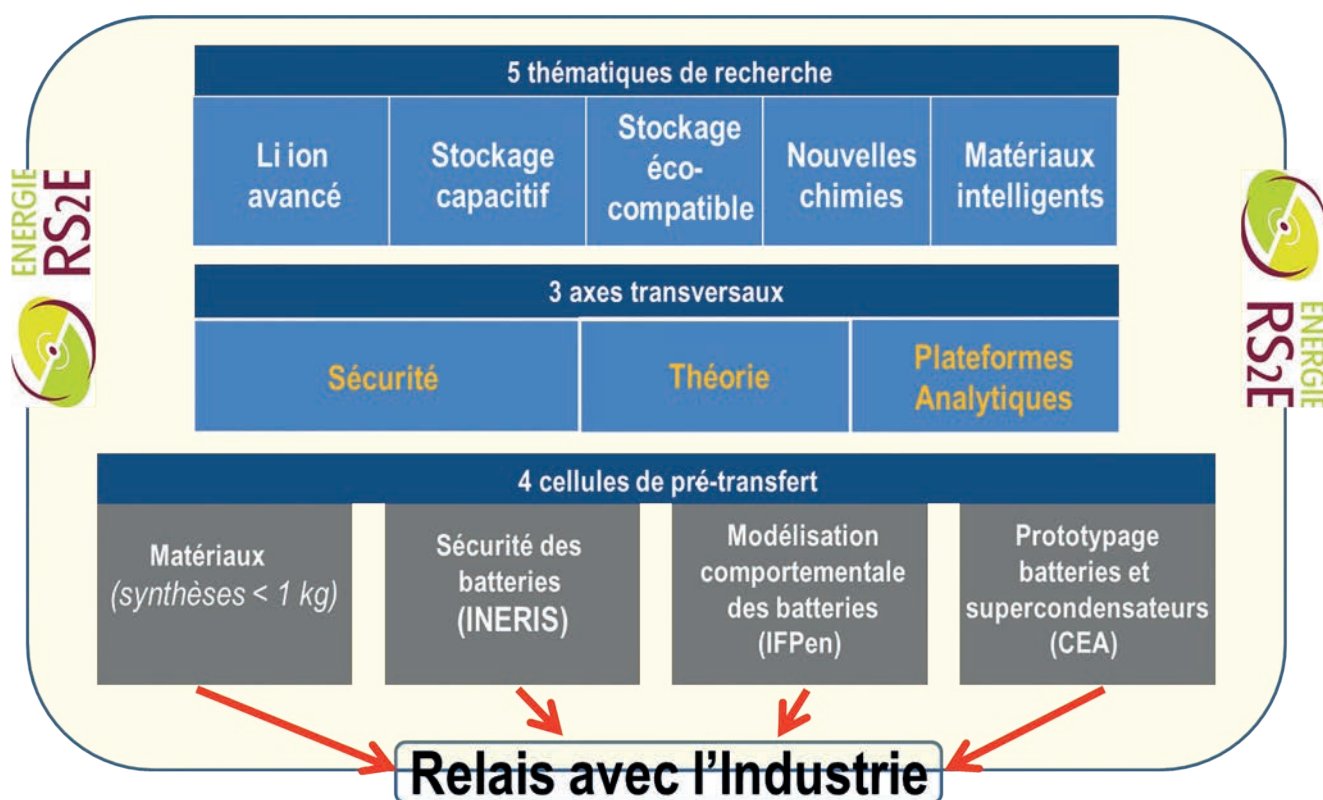 5 thématiques de recherche
Li ion
avancé
Stockage
capacitif
Stockage
éco-
compatible
Nouvelles
chimies
Matériaux
intelligents
ENERGIE
RS2E
ENERGIE
RS2E
3 axes transversaux
Sécurité
Théorie
Plateformes
Analytiques
4 cellules de pré-transfert
Matériaux
(synthèses < 1 kg)
Sécurité des
batteries
(INERIS)
Modélisation
comportementale
des batteries
(IFPen)
Prototypage
batteries et
supercondensateurs
(CEA)
Relais avec l'Industrie